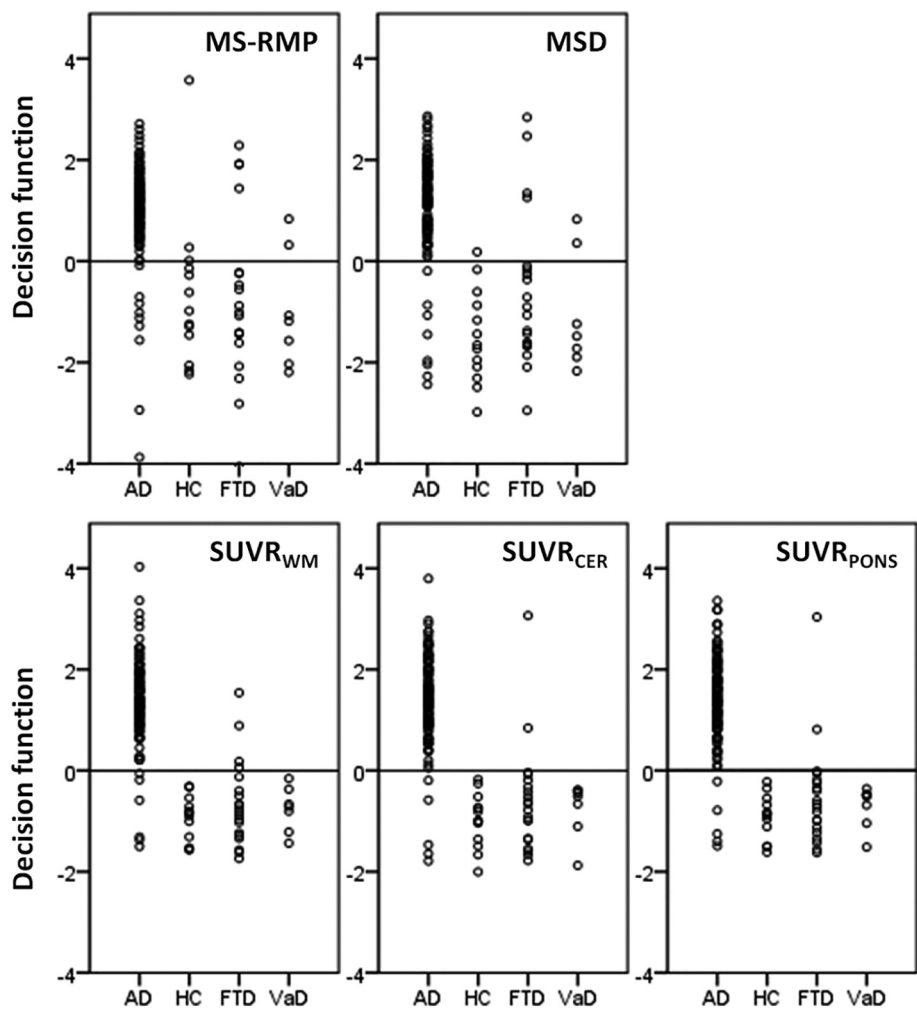 MS-RMP
MSD
Decision function
4
2
0
-2
-4
4
2
0
-2
-4
AD HC FTD VaD
AD HC FTD VaD
SUVRWM
SUVRCER
SUVRPONS
Decision function
4
2
0
-2
-4
4
2
0
-2
-4
4
2
0
-2
-4
AD HC FTD VaD
AD HC FTD VaD
AD HC FTD VaD